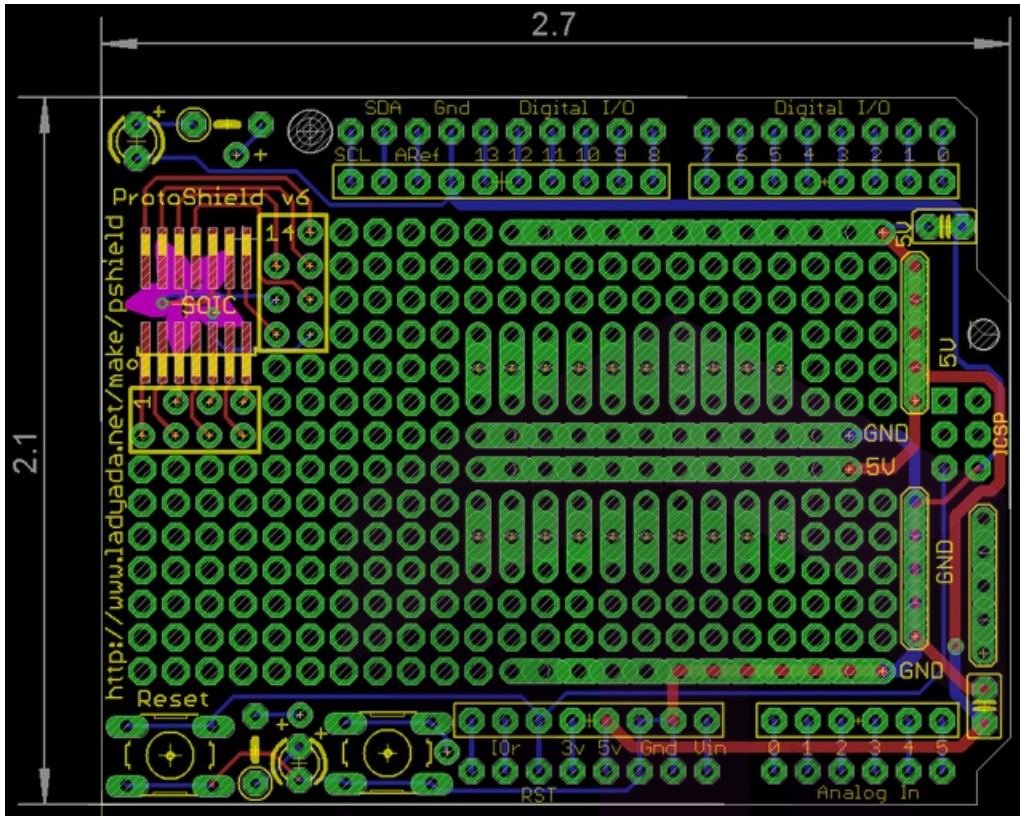 2.7
SDA Gnd Digital I/O Digital I/O
SCL ARef 13 12 11 10 9 8 7 6 5 4 3 2 1 0
ProtoShield v6
http://www.ladyada.net/make/pshield
14
5V
SOIC
5V
1
2.1
GND
ICSP
5V
GND
GND
Reset
IOr 3v 5v Gnd Vin 0 1 2 3 4 5
RST
Analog In